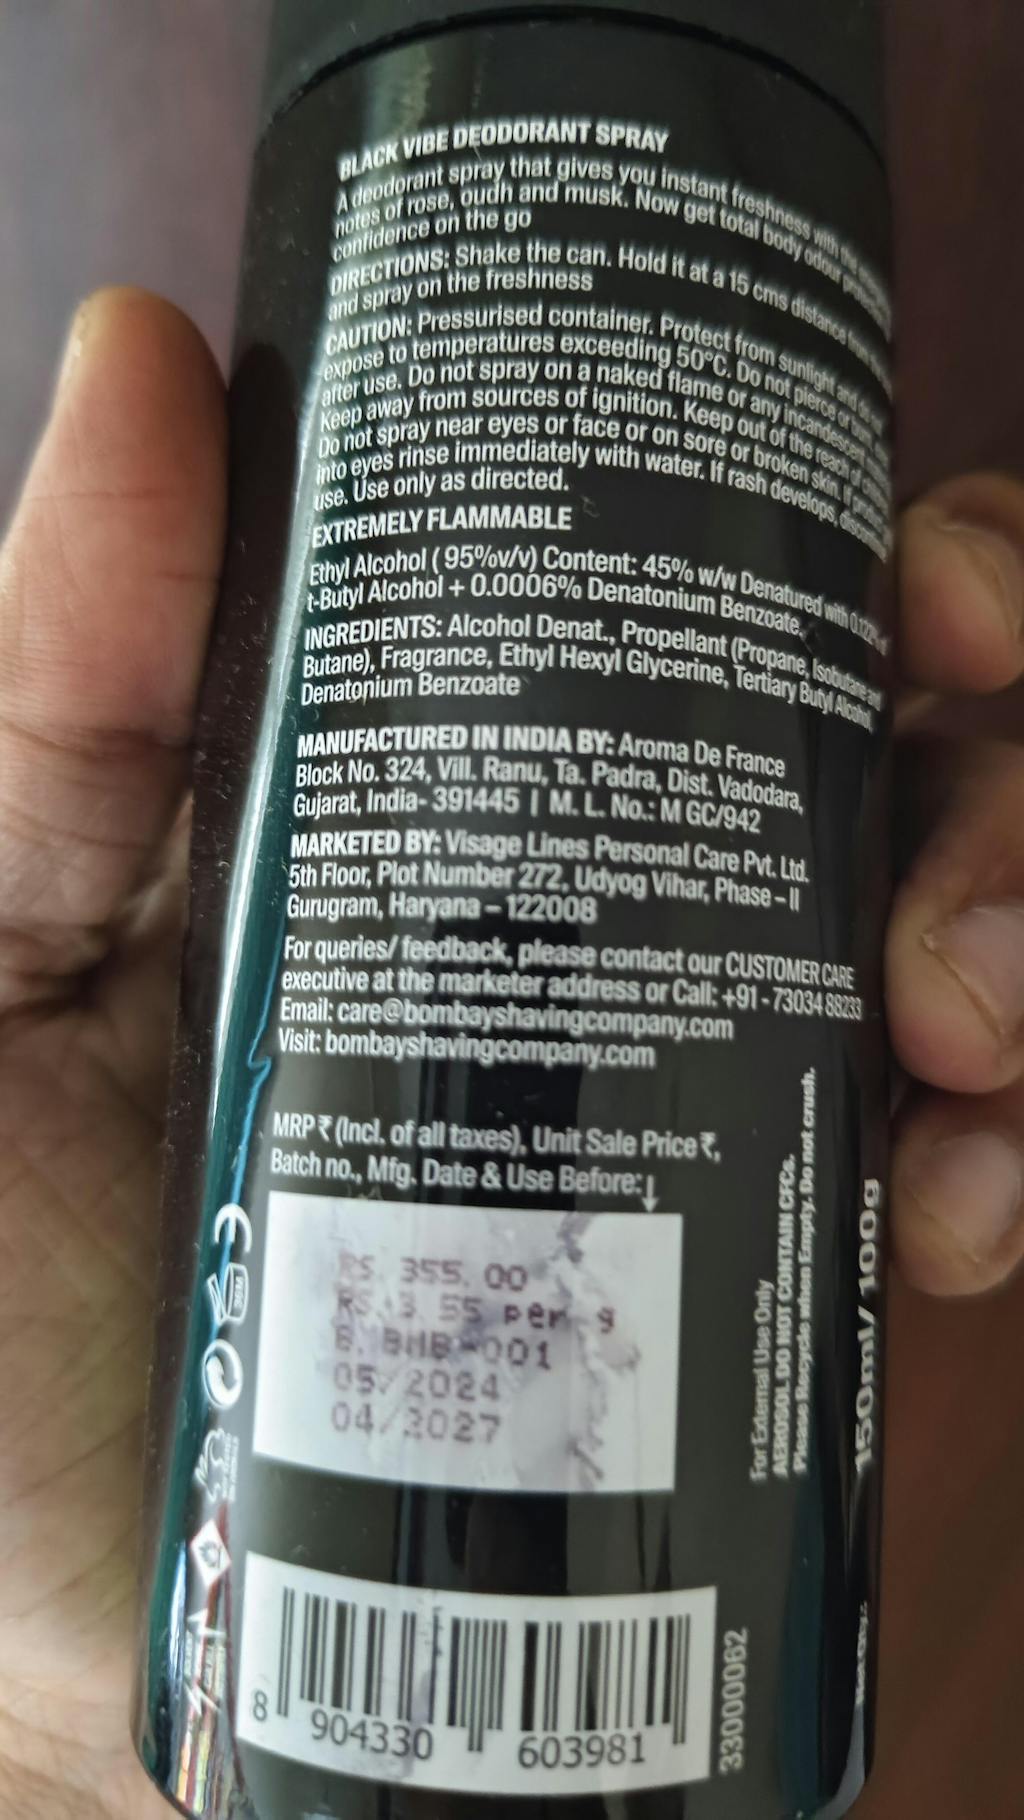 BLACK VIBE DEODORANT SPRAY
A deodorant spray that gives you instant freshness with the
notes of rose, oudh and musk. Now get total body odour
confidence on the go
DIRECTIONS: Shake the can. Hold it at a 15 cms distance from
and spray on the freshness
CAUTION: Pressurised container. Protect from sunlight and do not
expose to temperatures exceeding 50°C. Do not pierce or burn,
after use. Do not spray on a naked flame or any incandescent
Keep away from sources of ignition. Keep out of the reach of
Do not spray near eyes or face or on sore or broken skin. If
into eyes rinse immediately with water. If rash develops, discontinue
use. Use only as directed.
EXTREMELY FLAMMABLE
Ethyl Alcohol ( 95%v/v) Content: 45% w/w Denatured with 0.122% of
t-Butyl Alcohol + 0.0006% Denatonium Benzoate.
INGREDIENTS: Alcohol Denat., Propellant (Propane, Isobutane and
Butane), Fragrance, Ethyl Hexyl Glycerine, Tertiary Butyl Alcohol,
Denatonium Benzoate
MANUFACTURED IN INDIA BY: Aroma De France
Block No. 324, Vill. Ranu, Ta. Padra, Dist. Vadodara,
Gujarat, India- 391445 | M. L. No.: M GC/942
MARKETED BY: Visage Lines Personal Care Pvt. Ltd.
5th Floor, Plot Number 272, Udyog Vihar, Phase – II
Gurugram, Haryana – 122008
For queries/ feedback, please contact our CUSTOMER CARE
executive at the marketer address or Call: +91 - 73034 88233
Email: care@bombayshavingcompany.com
Visit: bombayshavingcompany.com
MRP ₹ (Incl. of all taxes), Unit Sale Price ₹,
Batch no., Mfg. Date & Use Before:↓
RS. 355. 00
RS. 3. 55 per g
B. BMB-001
05/2024
04/2027
For External Use Only
AEROSOL DO NOT CONTAIN CFCs.
Please Recycle when Empty. Do not crush.
150ml/ 100g
8 904330 603981
33000062